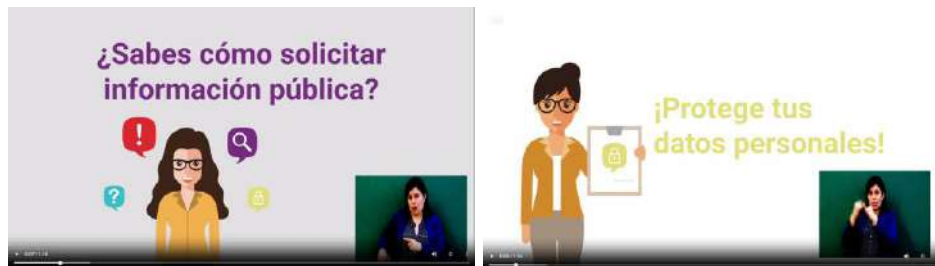 ¿Sabes cómo solicitar
información pública?
¡Protege tus
datos personales!